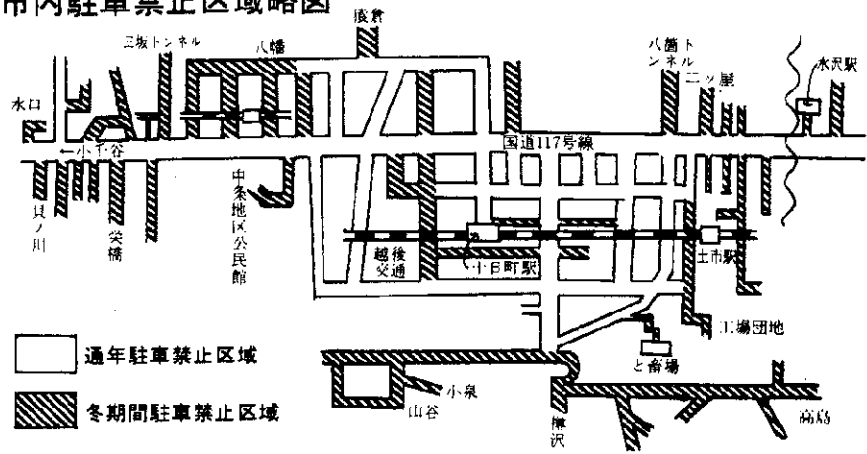 市内駐車禁止区域略図
猿倉
三坂トンネル
八幡
八箇ト
ンネル
二ッ屋
水沢駅
水口
←小千谷
国道117号線
貝ノ川
栄橋
中条地区公民館
越後
交通
十日町駅
土市駅
工場団地
と畜場
通年駐車禁止区域
冬期間駐車禁止区域
小泉
山谷
樽沢
高島